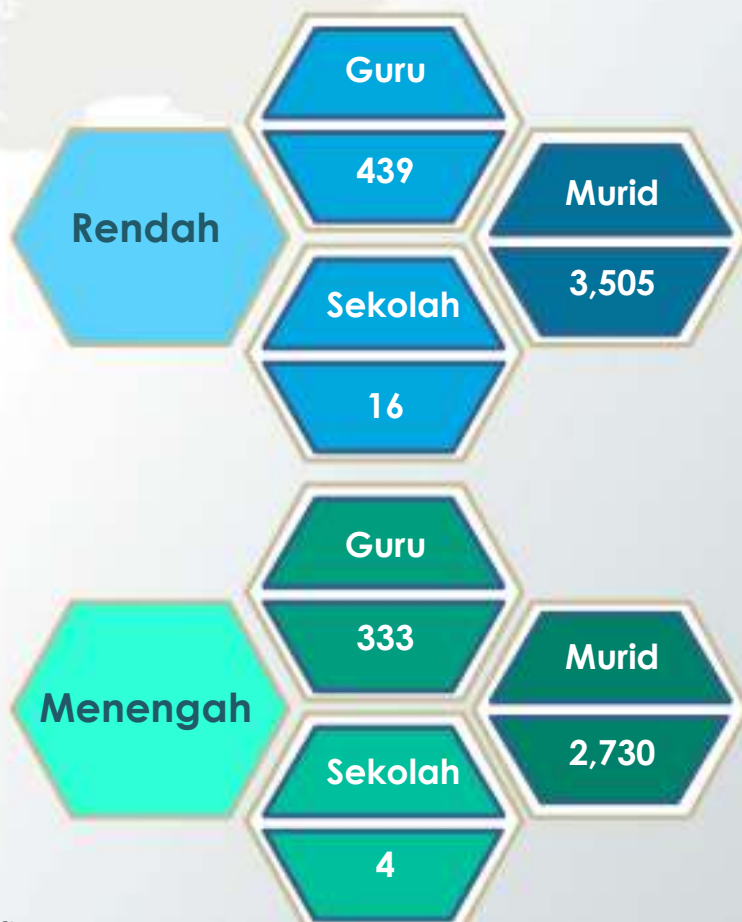 Rendah
Guru
439
Sekolah
16
Murid
3,505
Menengah
Guru
333
Sekolah
4
Murid
2,730